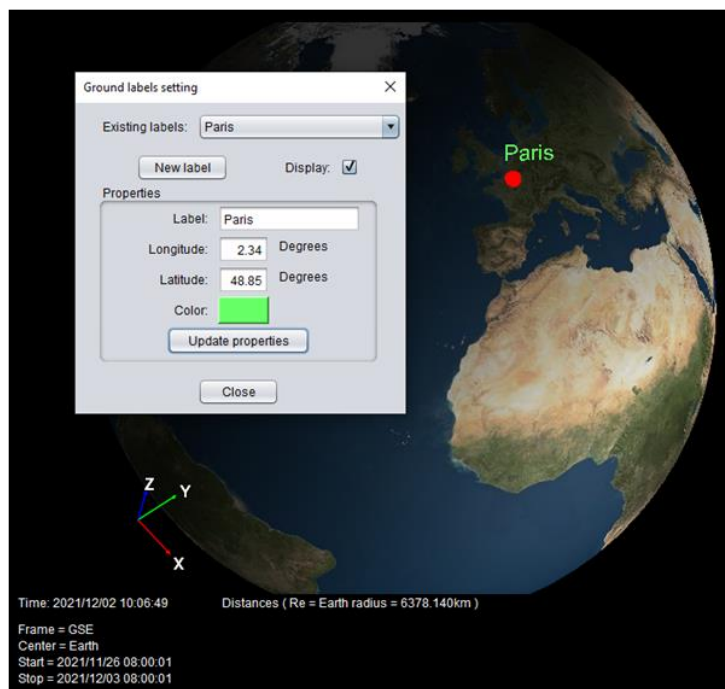 Ground labels setting
Existing labels: Paris
New label Display:
Properties
Label: Paris
Longitude: 2.34 Degrees
Latitude: 48.85 Degrees
Color:
Update properties
Close
Paris
Z
Y
X
Time: 2021/12/02 10:06:49 Distances ( Re = Earth radius = 6378.140km )
Frame = GSE
Center = Earth
Start = 2021/11/26 08:00:01
Stop = 2021/12/03 08:00:01